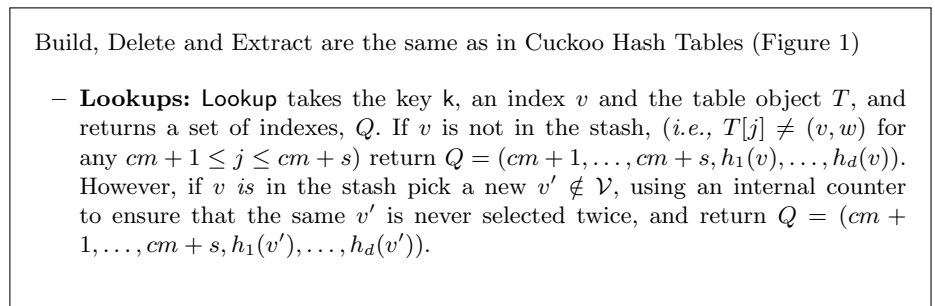 Build, Delete and Extract are the same as in Cuckoo Hash Tables (Figure 1)
– Lookups: Lookup takes the key k, an index v and the table object T, and
returns a set of indexes, Q. If v is not in the stash, (i.e., T[j] ≠ (v, w) for
any cm + 1 ≤ j ≤ cm + s) return Q = (cm + 1, . . . , cm + s, h₁(v), . . . , h_d(v)).
However, if v is in the stash pick a new v′ ∉ 𝒱, using an internal counter
to ensure that the same v′ is never selected twice, and return Q = (cm +
1, . . . , cm + s, h₁(v′), . . . , h_d(v′)).